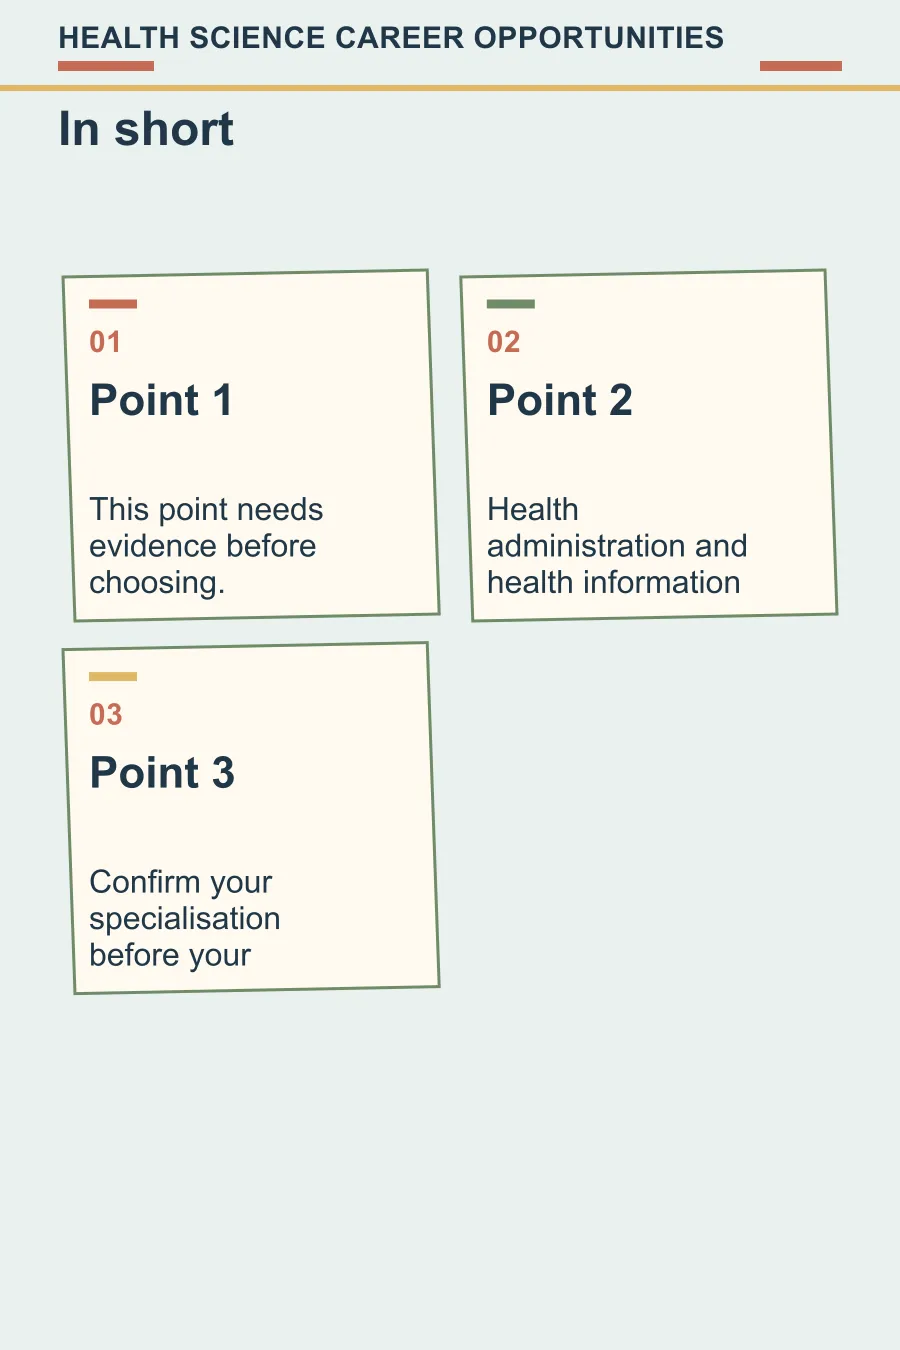 HEALTH SCIENCE CAREER OPPORTUNITIES
In short
01
Point 1
This point needs
evidence before
choosing.
02
Point 2
Health
administration and
health information
03
Point 3
Confirm your
specialisation
before your